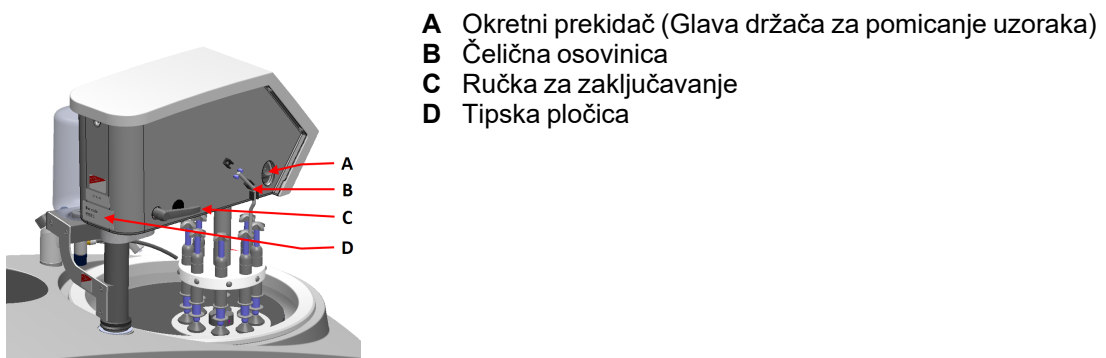 A Okretni prekidač (Glava držača za pomicanje uzoraka)
B Čelična osovinica
C Ručka za zaključavanje
D Tipska pločica
A
B
C
D